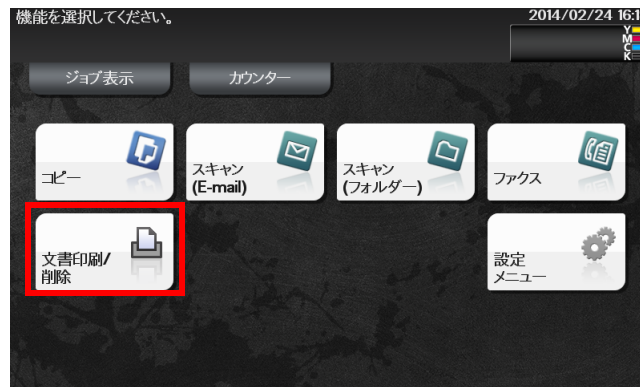 機能を選択してください。
2014/02/24 16:1
Y
M
C
K
ジョブ表示
カウンター
コピー
スキャン
(E-mail)
スキャン
(フォルダー)
ファクス
文書印刷/
削除
設定
メニュー